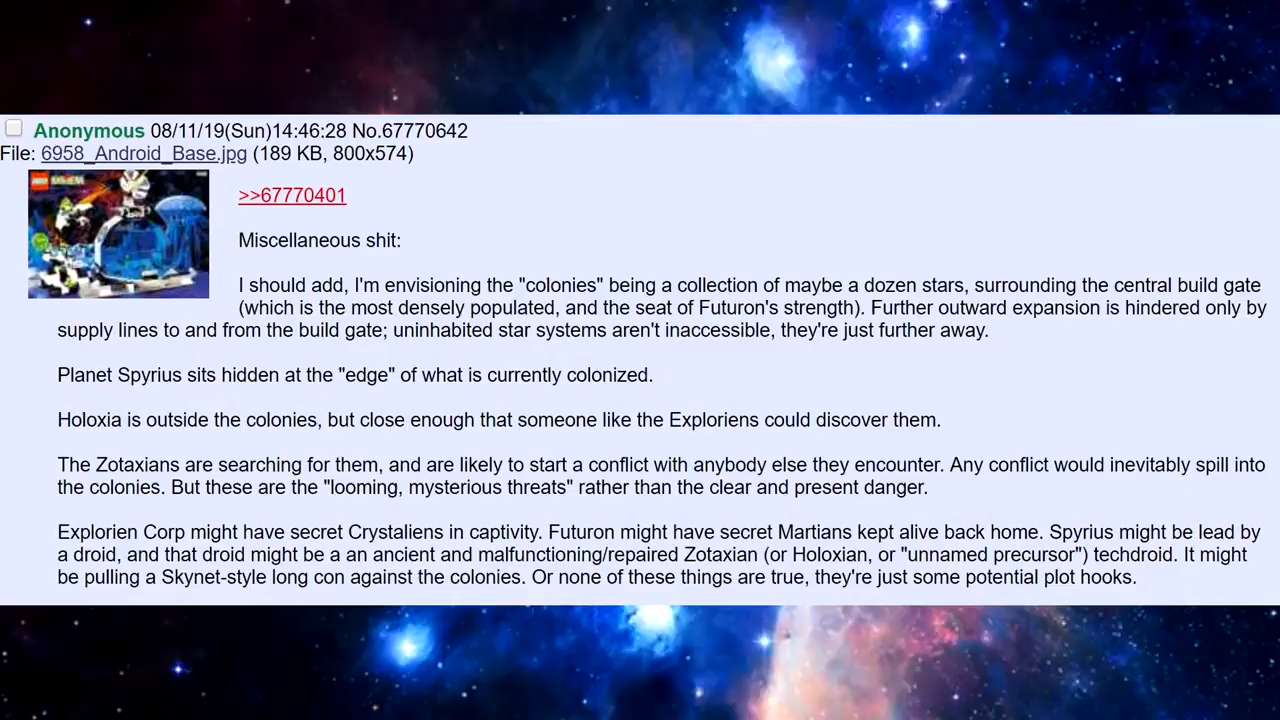 Anonymous 08/11/19(Sun)14:46:28 No.67770642
File: 6958_Android_Base.jpg (189 KB, 800x574)
LEGO
>>67770401
Miscellaneous shit:
I should add, I'm envisioning the "colonies" being a collection of maybe a dozen stars, surrounding the central build gate
(which is the most densely populated, and the seat of Futuron's strength). Further outward expansion is hindered only by
supply lines to and from the build gate; uninhabited star systems aren't inaccessible, they're just further away.
Planet Spyrius sits hidden at the "edge" of what is currently colonized.
Holoxia is outside the colonies, but close enough that someone like the Exploriens could discover them.
The Zotaxians are searching for them, and are likely to start a conflict with anybody else they encounter. Any conflict would inevitably spill into
the colonies. But these are the "looming, mysterious threats" rather than the clear and present danger.
Explorien Corp might have secret Crystaliens in captivity. Futuron might have secret Martians kept alive back home. Spyrius might be lead by
a droid, and that droid might be a an ancient and malfunctioning/repaired Zotaxian (or Holoxian, or "unnamed precursor") techdroid. It might
be pulling a Skynet-style long con against the colonies. Or none of these things are true, they're just some potential plot hooks.